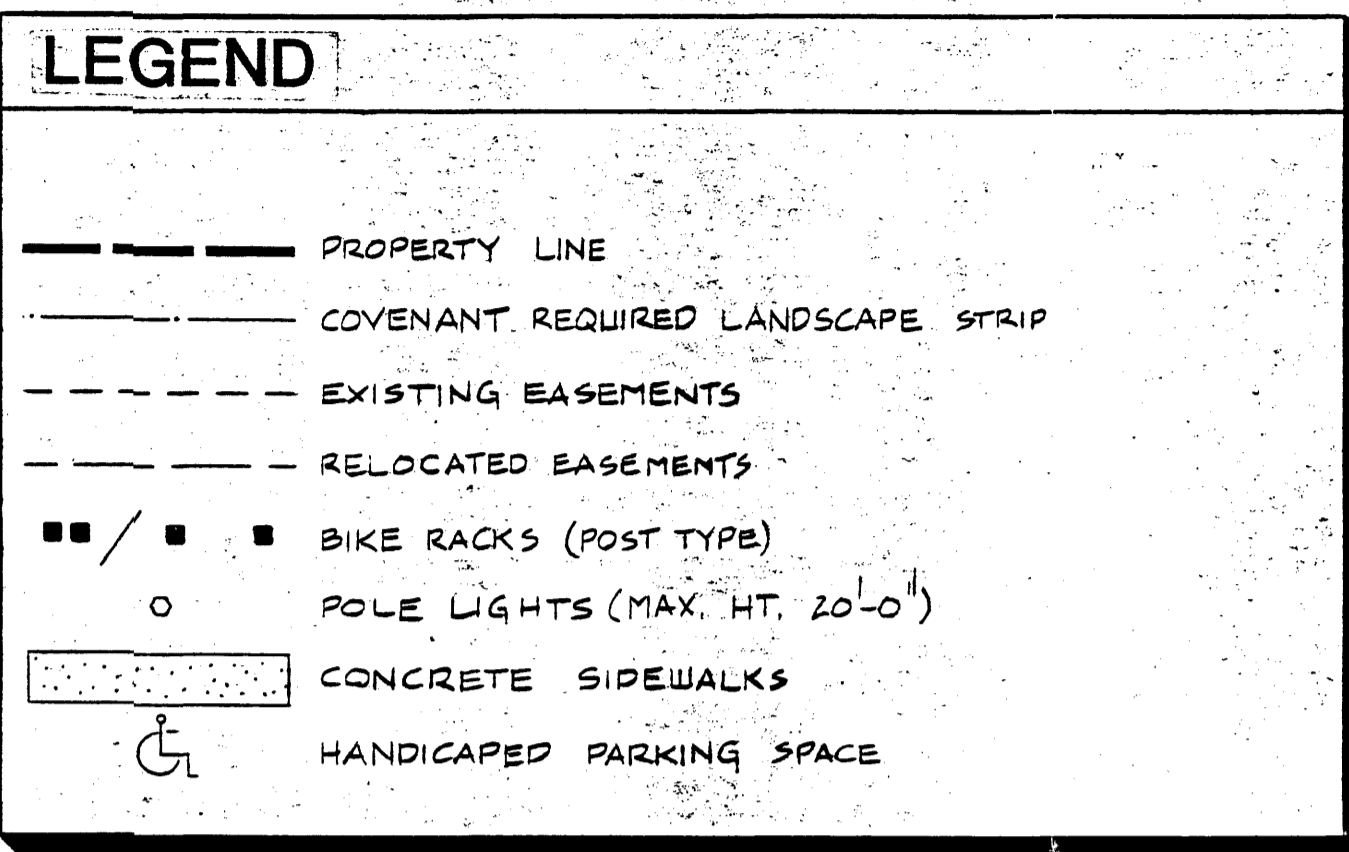 LEGEND
PROPERTY LINE
COVENANT REQUIRED LANDSCAPE STRIP
EXISTING EASEMENTS
RELOCATED EASEMENTS
BIKE RACKS (POST TYPE)
POLE LIGHTS (MAX. HT. 20'-0")
CONCRETE SIDEWALKS
HANDICAPED PARKING SPACE